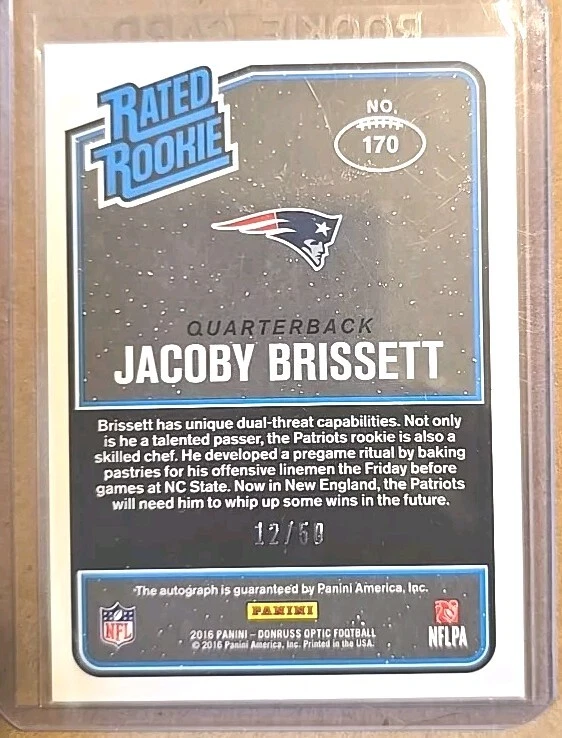 ROOKIE CARD
RATED
ROOKIE
NO.
170
QUARTERBACK
JACOBY BRISSETT
Brissett has unique dual-threat capabilities. Not only
is he a talented passer, the Patriots rookie is also a
skilled chef. He developed a pregame ritual by baking
pastries for his offensive linemen the Friday before
games at NC State. Now in New England, the Patriots
will need him to whip up some wins in the future.
12/50
The autograph is guaranteed by Panini America, Inc.
PANINI
NFL
NFLPA
2016 PANINI – DONRUSS OPTIC FOOTBALL
© 2016 Panini America, Inc. Printed in the USA.